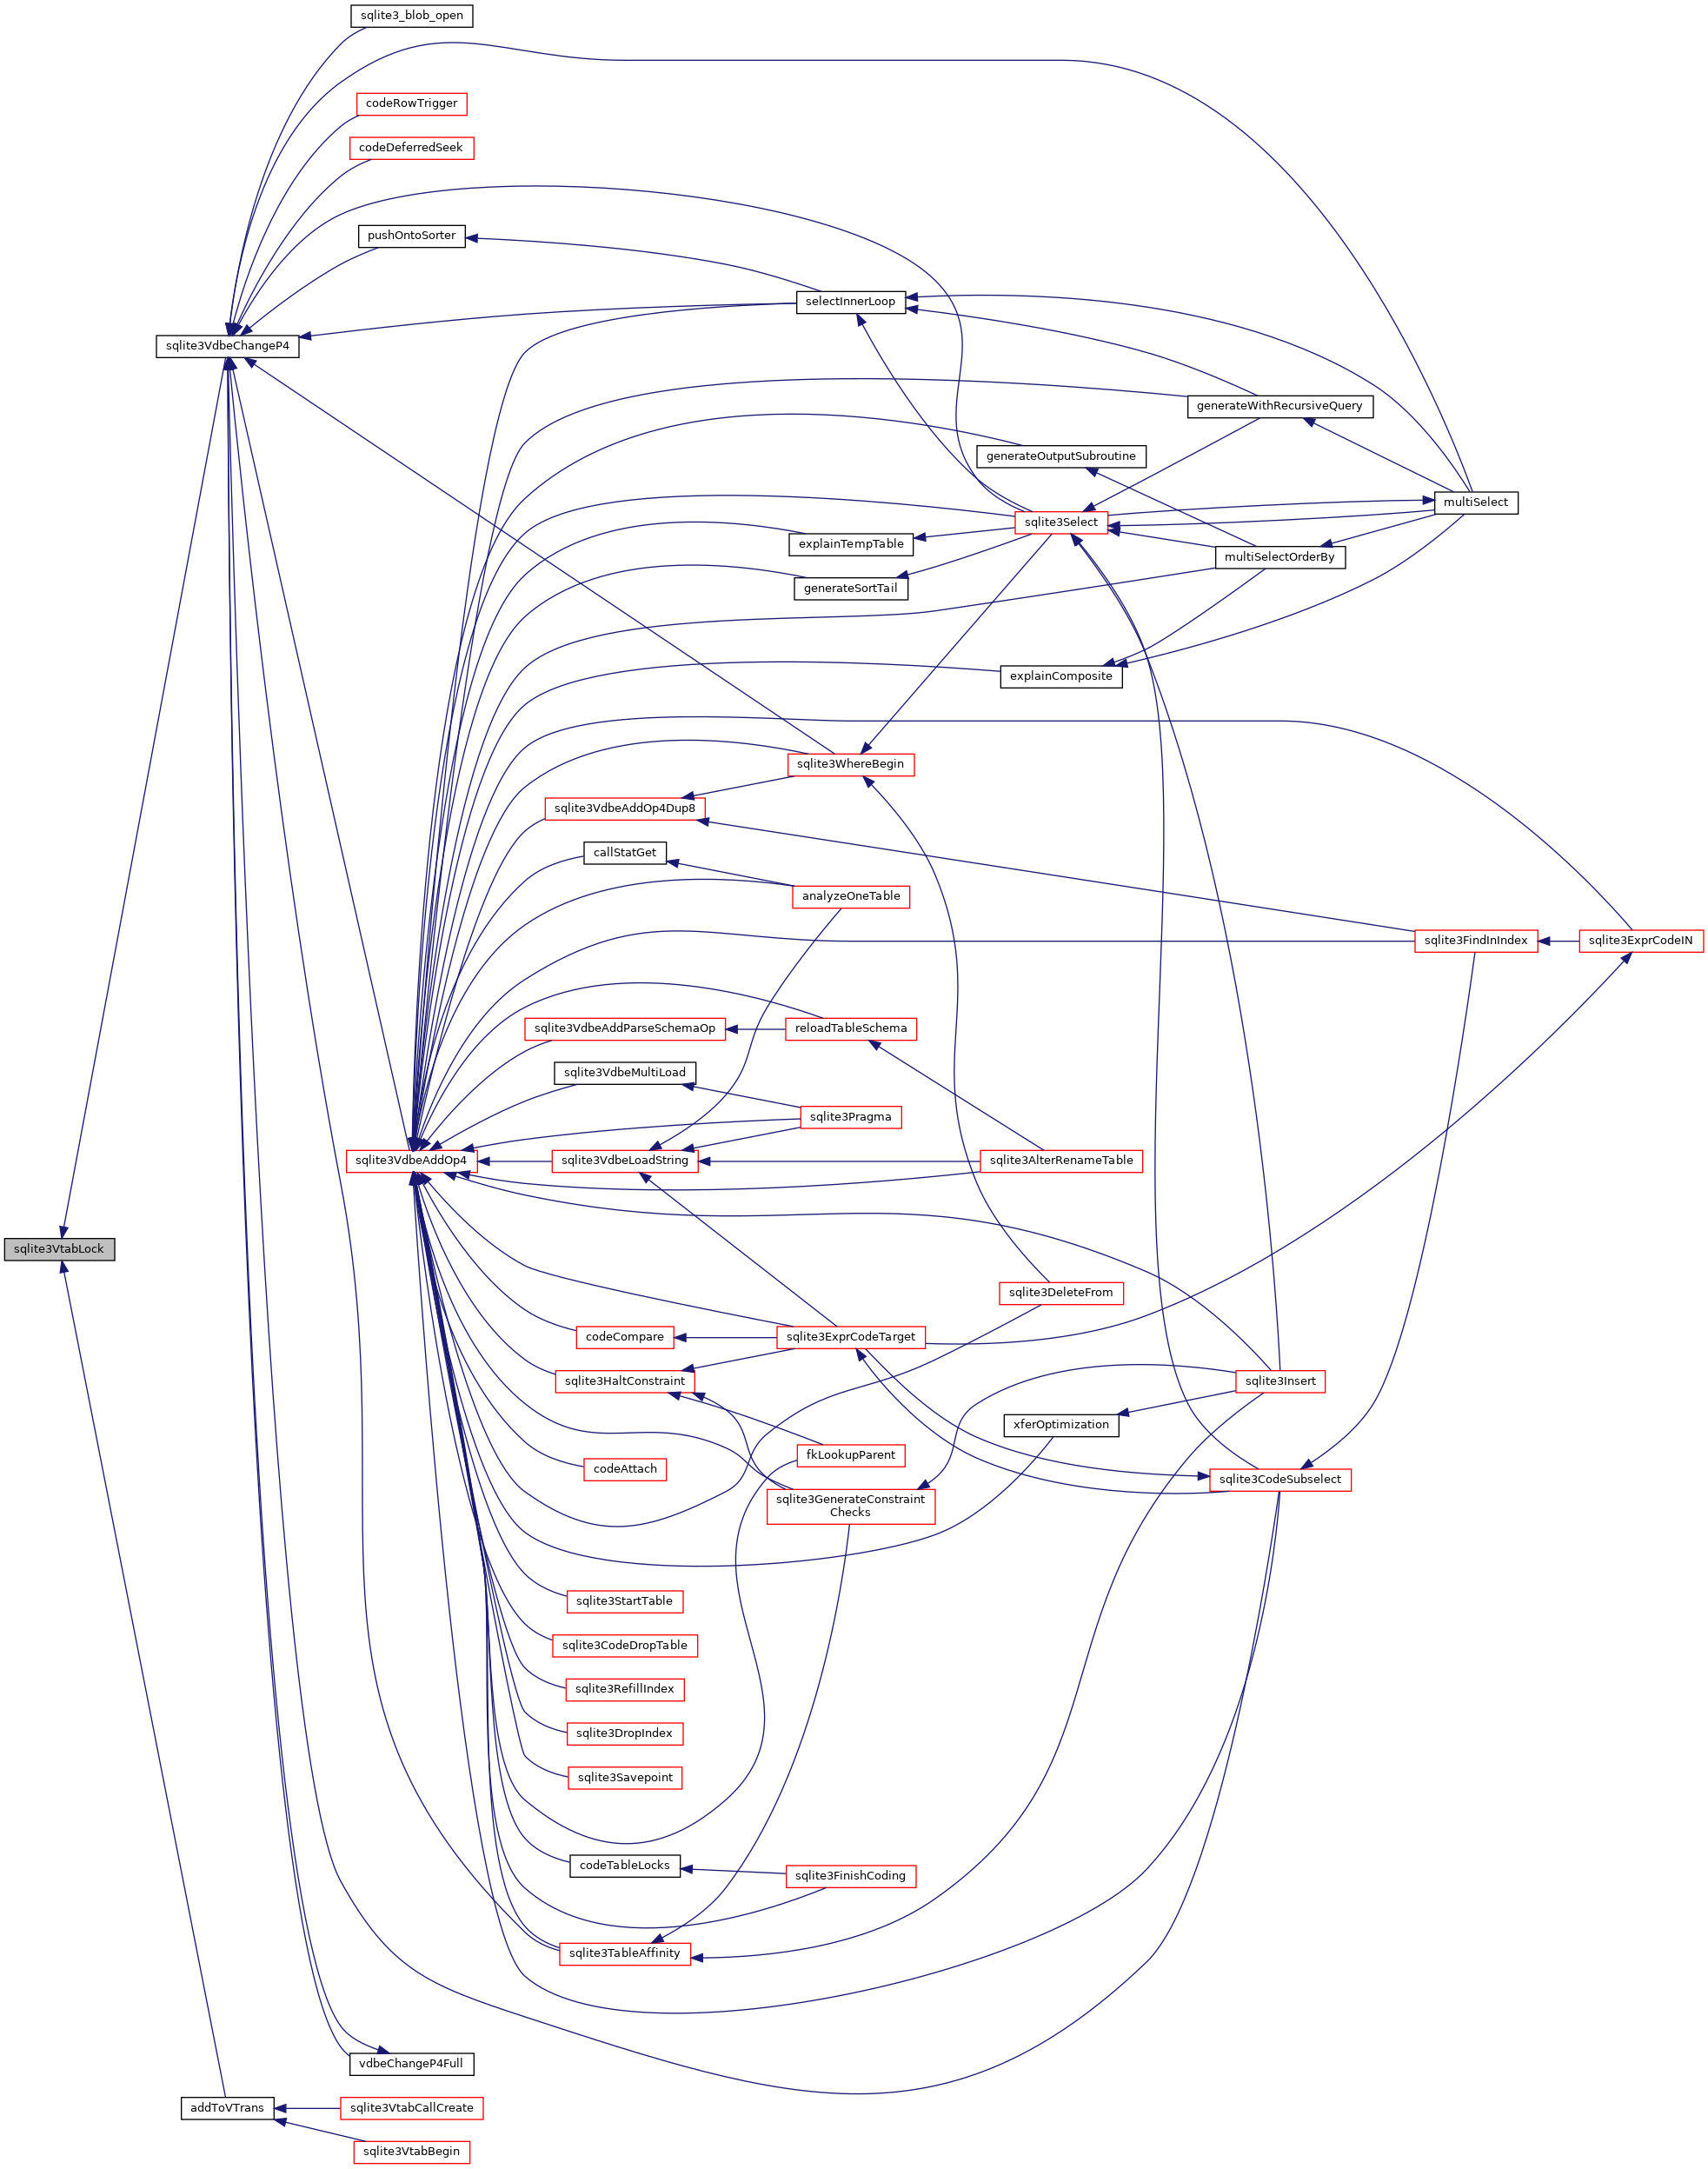 sqlite3_blob_open
codeRowTrigger
codeDeferredSeek
pushOntoSorter
selectInnerLoop
sqlite3VdbeChangeP4
generateWithRecursiveQuery
generateOutputSubroutine
multiSelect
sqlite3Select
explainTempTable
multiSelectOrderBy
generateSortTail
explainComposite
sqlite3WhereBegin
sqlite3VdbeAddOp4Dup8
callStatGet
analyzeOneTable
sqlite3FindInIndex
sqlite3ExprCodeIN
sqlite3VdbeAddParseSchemaOp
reloadTableSchema
sqlite3VdbeMultiLoad
sqlite3Pragma
sqlite3VdbeAddOp4
sqlite3VdbeLoadString
sqlite3AlterRenameTable
sqlite3VtabLock
sqlite3DeleteFrom
codeCompare
sqlite3ExprCodeTarget
sqlite3HaltConstraint
sqlite3Insert
xferOptimization
fkLookupParent
codeAttach
sqlite3CodeSubselect
sqlite3GenerateConstraint
Checks
sqlite3StartTable
sqlite3CodeDropTable
sqlite3RefillIndex
sqlite3DropIndex
sqlite3Savepoint
codeTableLocks
sqlite3FinishCoding
sqlite3TableAffinity
vdbeChangeP4Full
addToVTrans
sqlite3VtabCallCreate
sqlite3VtabBegin